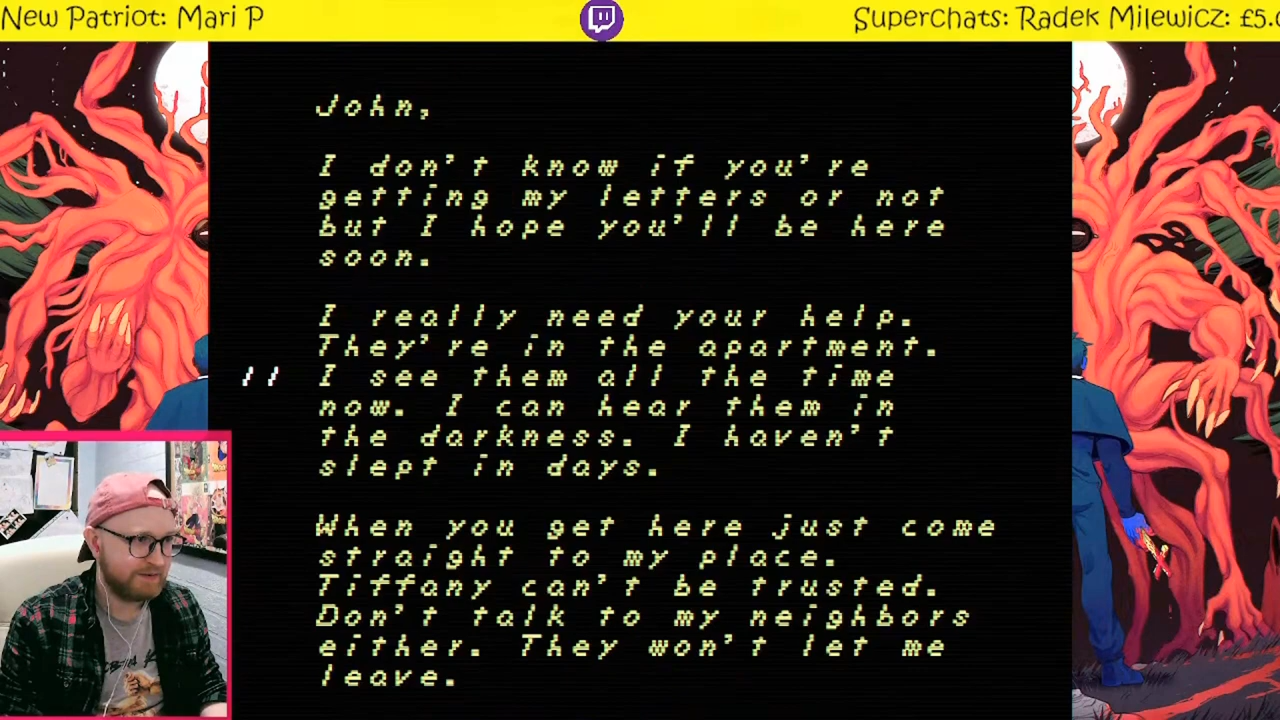 New Patriot: Mari P
Superchats: Radek Milewicz: £5.
John,
I don't know if you're
getting my letters or not
but I hope you'll be here
soon.
I really need your help.
They're in the apartment.
I see them all the time
now. I can hear them in
the darkness. I haven't
slept in days.
When you get here just come
straight to my place.
Tiffany can't be trusted.
Don't talk to my neighbors
either. They won't let me
leave.